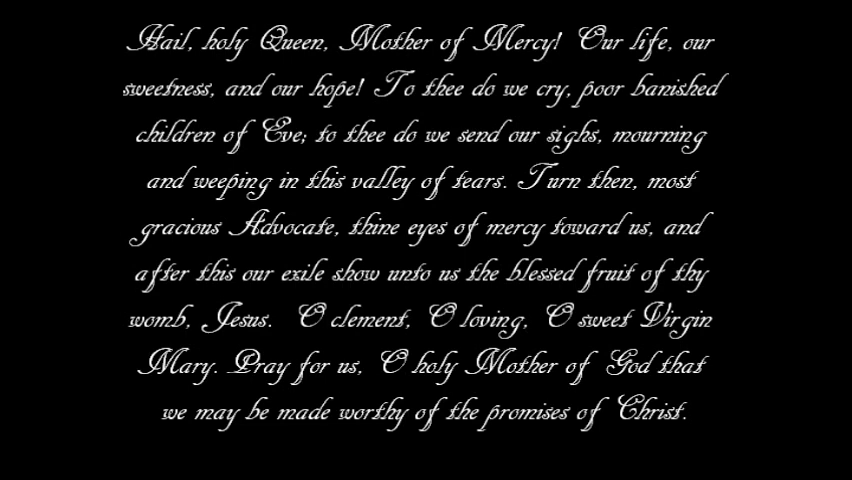 Hail, holy Queen, Mother of Mercy! Our life, our
sweetness, and our hope! To thee do we cry, poor banished
children of Eve; to thee do we send our sighs, mourning
and weeping in this valley of tears. Turn then, most
gracious Advocate, thine eyes of mercy toward us, and
after this our exile show unto us the blessed fruit of thy
womb, Jesus. O clement, O loving, O sweet Virgin
Mary. Pray for us, O holy Mother of God that
we may be made worthy of the promises of Christ.